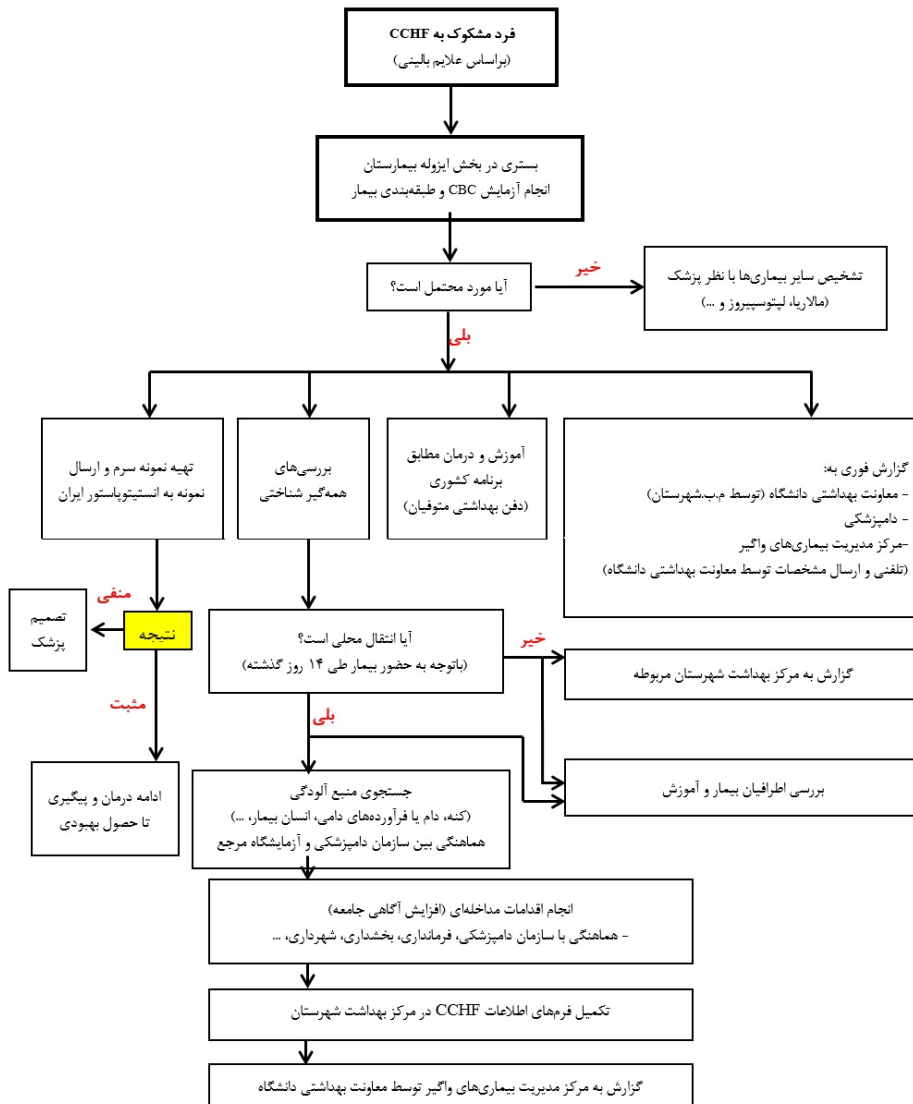 فرد مشکوک به CCHF
(براساس علایم بالینی)
بستری در بخش ایزوله بیمارستان
انجام آزمایش CBC و طبقه‌بندی بیمار
آیا مورد محتمل است؟
خیر
تشخیص سایر بیماری‌ها با نظر پزشک
(مالاریا، لپتوسپیروز و ...)
بلی
گزارش فوری به:
- معاونت بهداشتی دانشگاه (توسط م.ب.شهرستان)
- دامپزشکی
-مرکز مدیریت بیماری‌های واگیر
(تلفنی و ارسال مشخصات توسط معاونت بهداشتی دانشگاه)
آموزش و درمان مطابق
برنامه کشوری
(دفن بهداشتی متوفیان)
بررسی‌های
همه‌گیر شناختی
تهیه نمونه سرم و ارسال
نمونه به انستیتوپاستور ایران
منفی
نتیجه
تصمیم
پزشک
مثبت
ادامه درمان و پیگیری
تا حصول بهبودی
آیا انتقال محلی است؟
(باتوجه به حضور بیمار طی ۱۴ روز گذشته)
خیر
گزارش به مرکز بهداشت شهرستان مربوطه
بلی
بررسی اطرافیان بیمار و آموزش
جستجوی منبع آلودگی
(کنه، دام یا فرآورده‌های دامی، انسان بیمار، ...)
هماهنگی بین سازمان دامپزشکی و آزمایشگاه مرجع
انجام اقدامات مداخله‌ای (افزایش آگاهی جامعه)
- هماهنگی با سازمان دامپزشکی، فرمانداری، بخشداری، شهرداری، ...
تکمیل فرم‌های اطلاعات CCHF در مرکز بهداشت شهرستان
گزارش به مرکز مدیریت بیماری‌های واگیر توسط معاونت بهداشتی دانشگاه